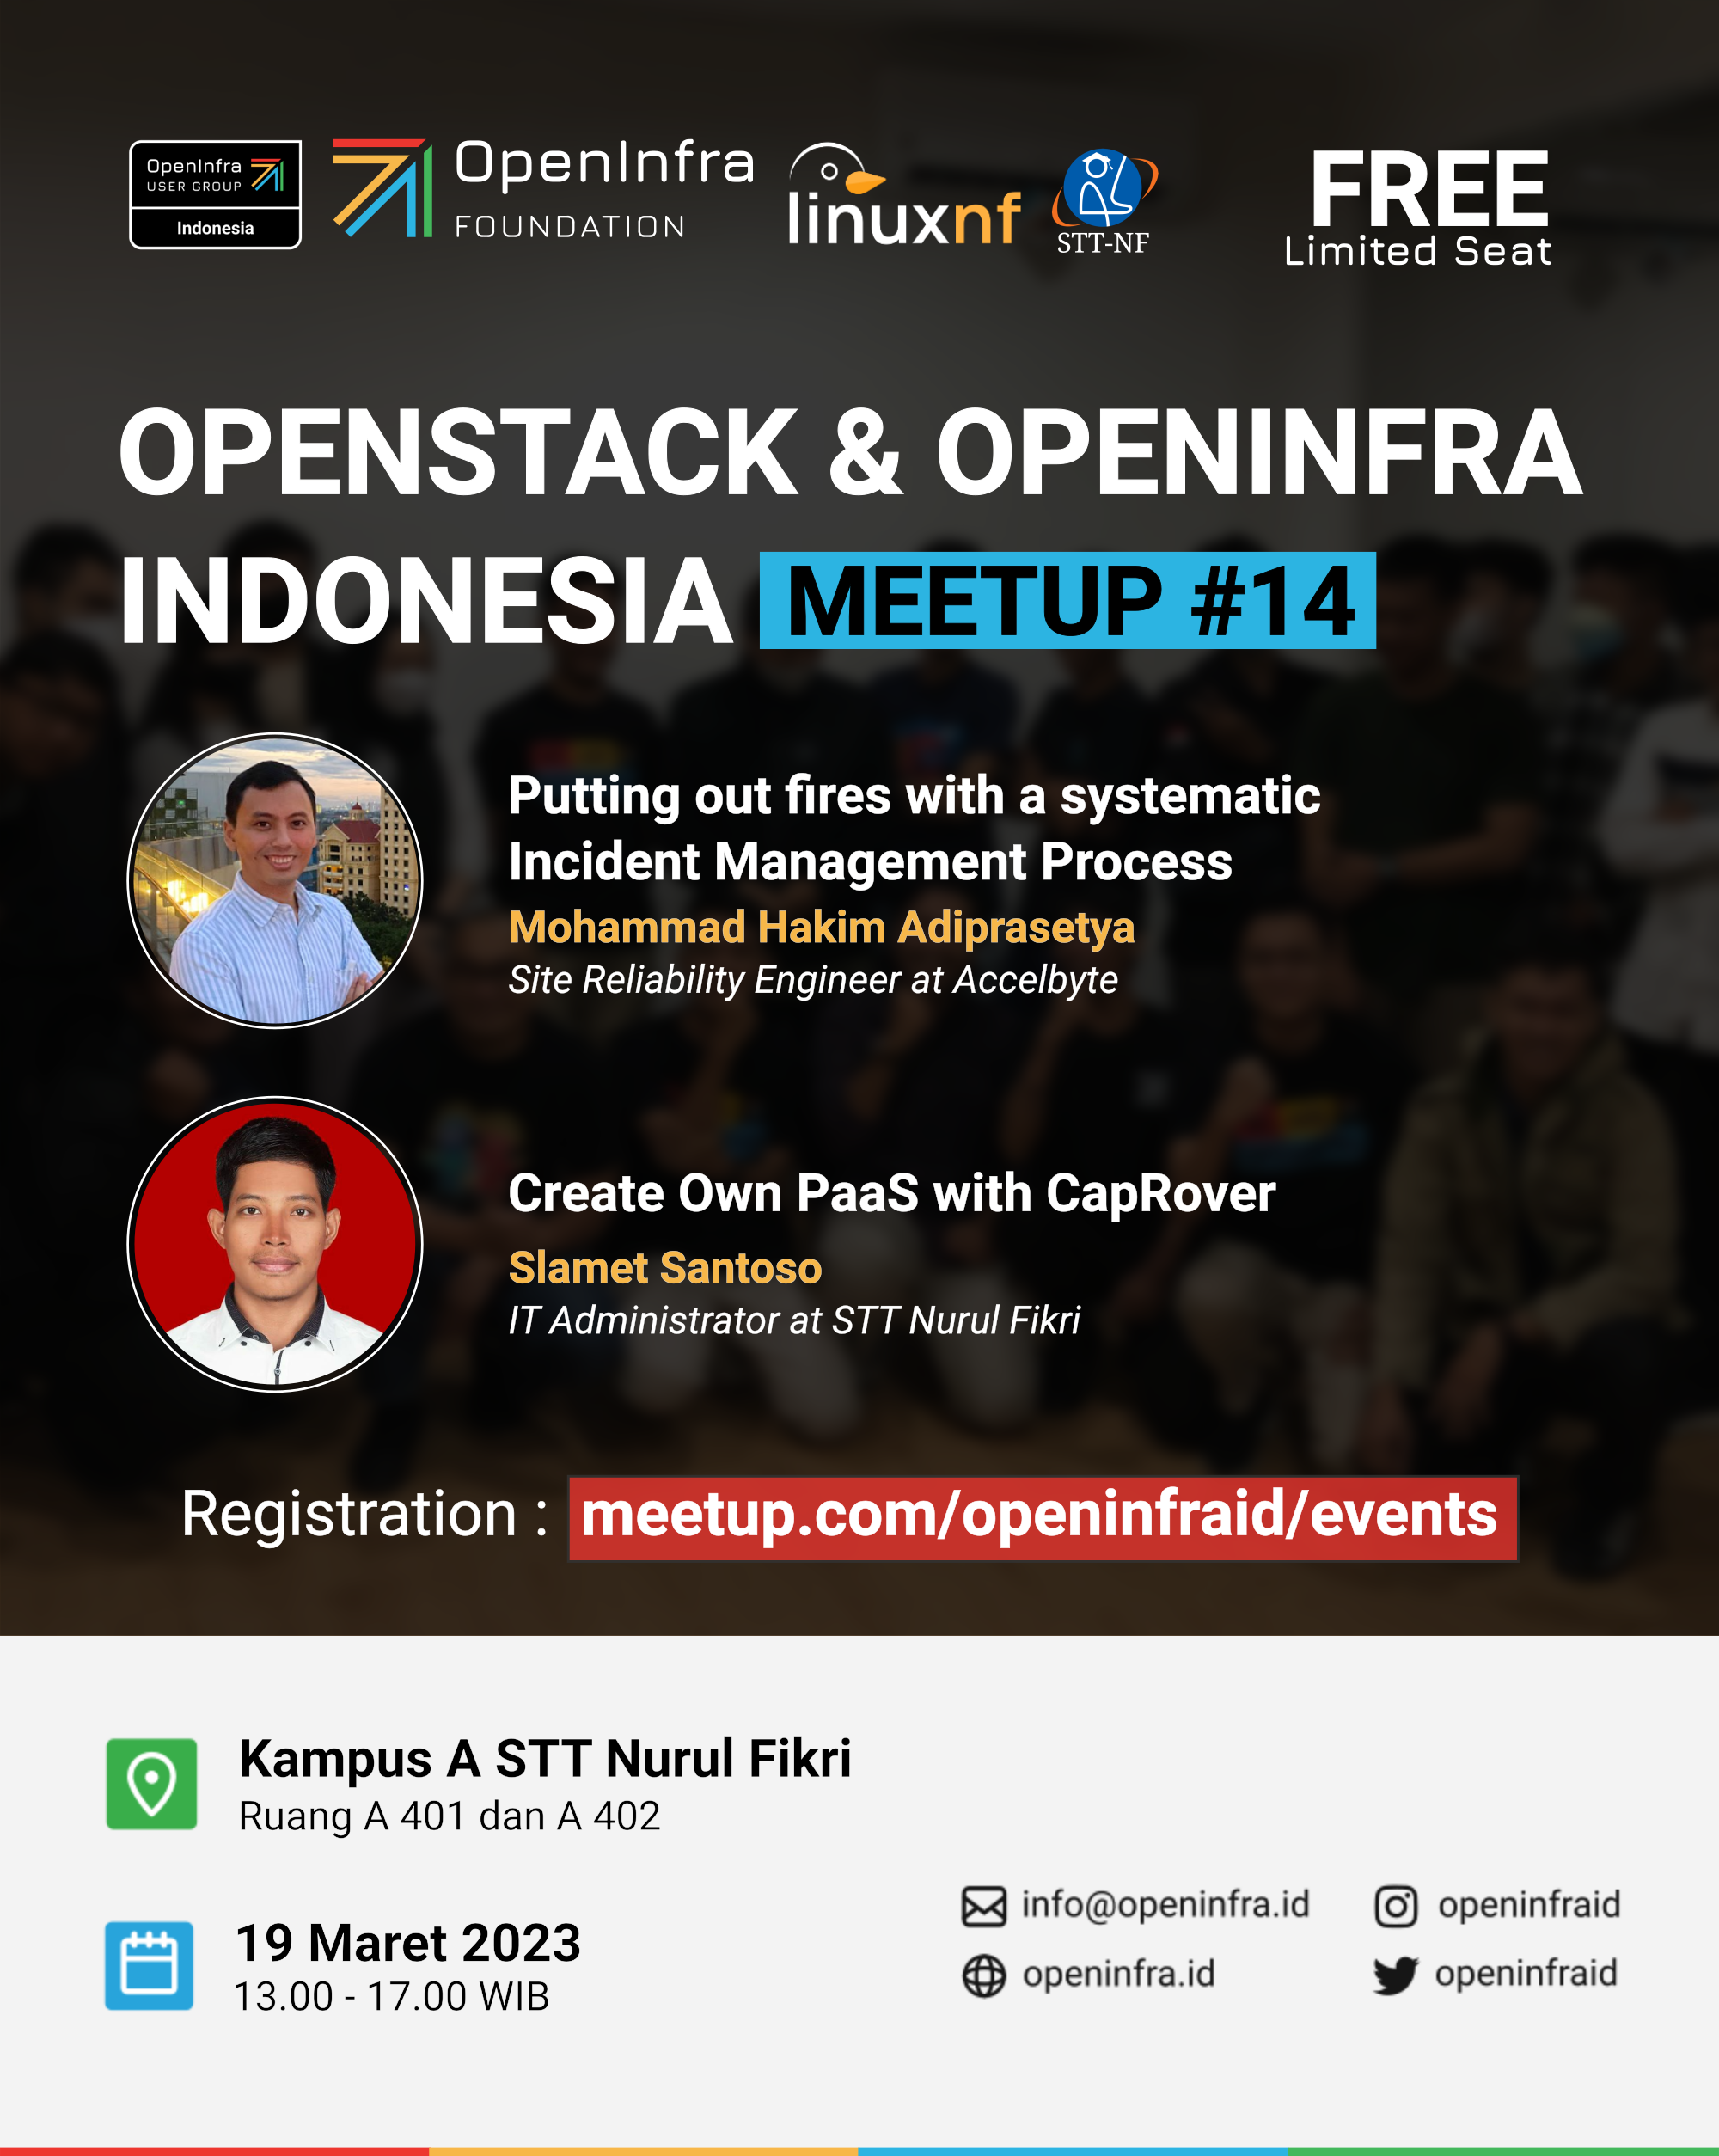 OpenInfra
USER GROUP
Indonesia
OpenInfra
FOUNDATION
linuxnf
STT-NF
FREE
Limited Seat
OPENSTACK & OPENINFRA
INDONESIA MEETUP #14
Putting out fires with a systematic
Incident Management Process
Mohammad Hakim Adiprasetya
Site Reliability Engineer at Accelbyte
Create Own PaaS with CapRover
Slamet Santoso
IT Administrator at STT Nurul Fikri
Registration : meetup.com/openinfraid/events
Kampus A STT Nurul Fikri
Ruang A 401 dan A 402
19 Maret 2023
13.00 - 17.00 WIB
info@openinfra.id
openinfraid
openinfra.id
openinfraid